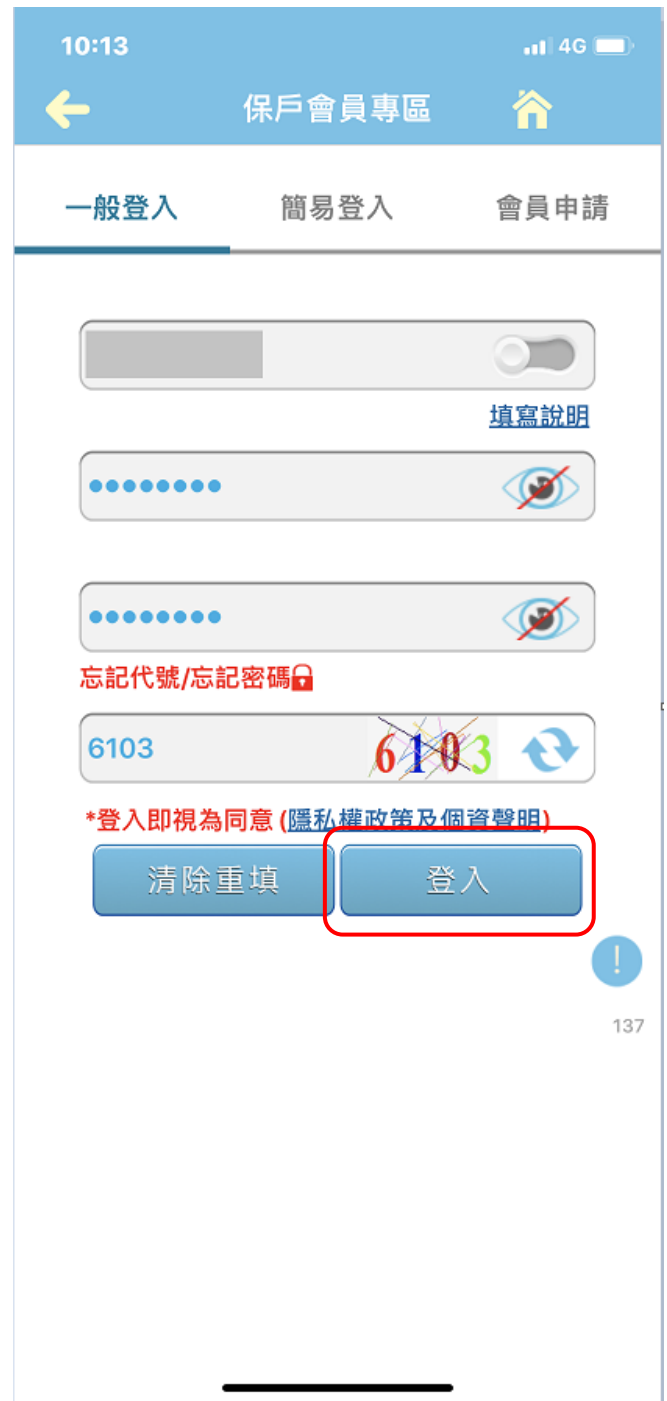 10:13 4G
保戶會員專區
一般登入 簡易登入 會員申請
填寫說明
••••••••
••••••••
忘記代號/忘記密碼
6103 6103
*登入即視為同意 (隱私權政策及個資聲明)
清除重填 登入
!
137